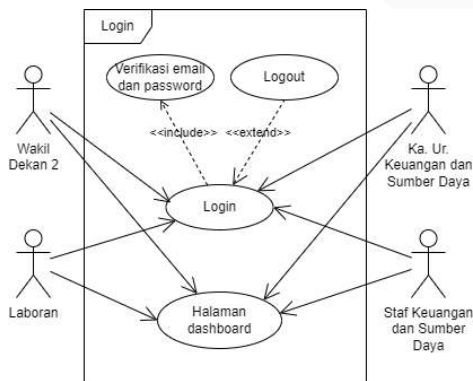 Login
Verifikasi email
dan password
Logout
<<include>>
<<extend>>
Wakil
Dekan 2
Ka. Ur.
Keuangan dan
Sumber Daya
Login
Laboran
Halaman
dashboard
Staf Keuangan
dan Sumber
Daya